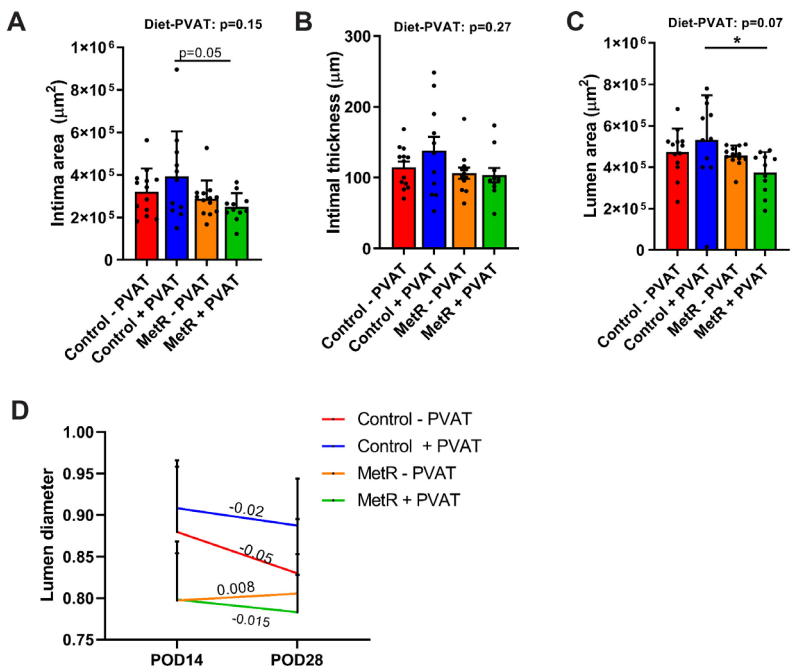 A
Diet-PVAT: p=0.15
p=0.05
Intima area (μm²)
1×10⁶
8×10⁵
6×10⁵
4×10⁵
2×10⁵
0
Control - PVAT
Control + PVAT
MetR - PVAT
MetR + PVAT
B
Diet-PVAT: p=0.27
Intimal thickness (μm)
300
200
100
0
Control - PVAT
Control + PVAT
MetR - PVAT
MetR + PVAT
C
Diet-PVAT: p=0.07
*
Lumen area (μm²)
1×10⁶
8×10⁵
6×10⁵
4×10⁵
2×10⁵
0
Control - PVAT
Control + PVAT
MetR - PVAT
MetR + PVAT
D
Lumen diameter
1.00
0.95
0.90
0.85
0.80
0.75
-0.02
-0.05
0.008
-0.015
POD14
POD28
Control - PVAT
Control + PVAT
MetR - PVAT
MetR + PVAT